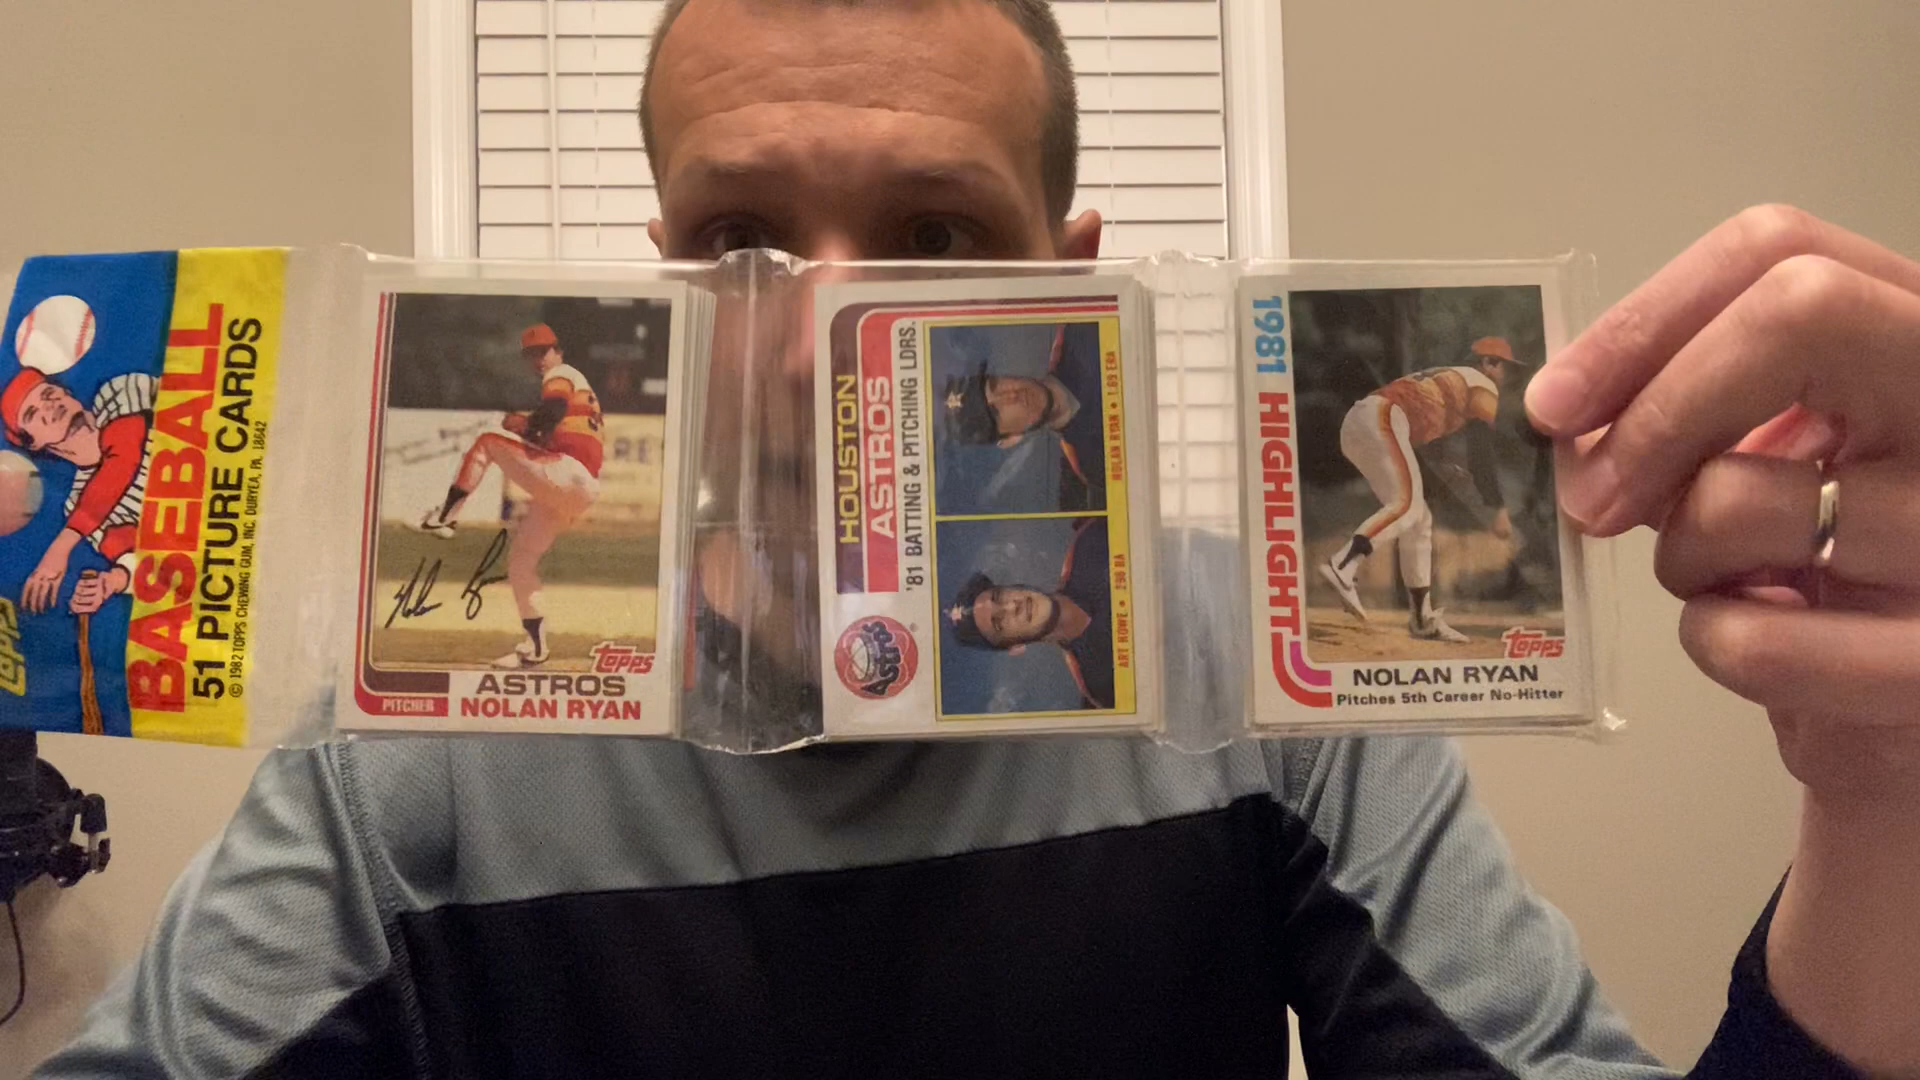 topps
BASEBALL
51 PICTURE CARDS
© 1982 TOPPS CHEWING GUM, INC. DURYEA, PA. 18642
Nolan Ryan
topps
ASTROS
PITCHER
NOLAN RYAN
HOUSTON
ASTROS
'81 BATTING & PITCHING LDRS.
Astros
®
ART HOWE • .296 BA
NOLAN RYAN • 1.69 ERA
1981
HIGHLIGHT
topps
NOLAN RYAN
Pitches 5th Career No-Hitter